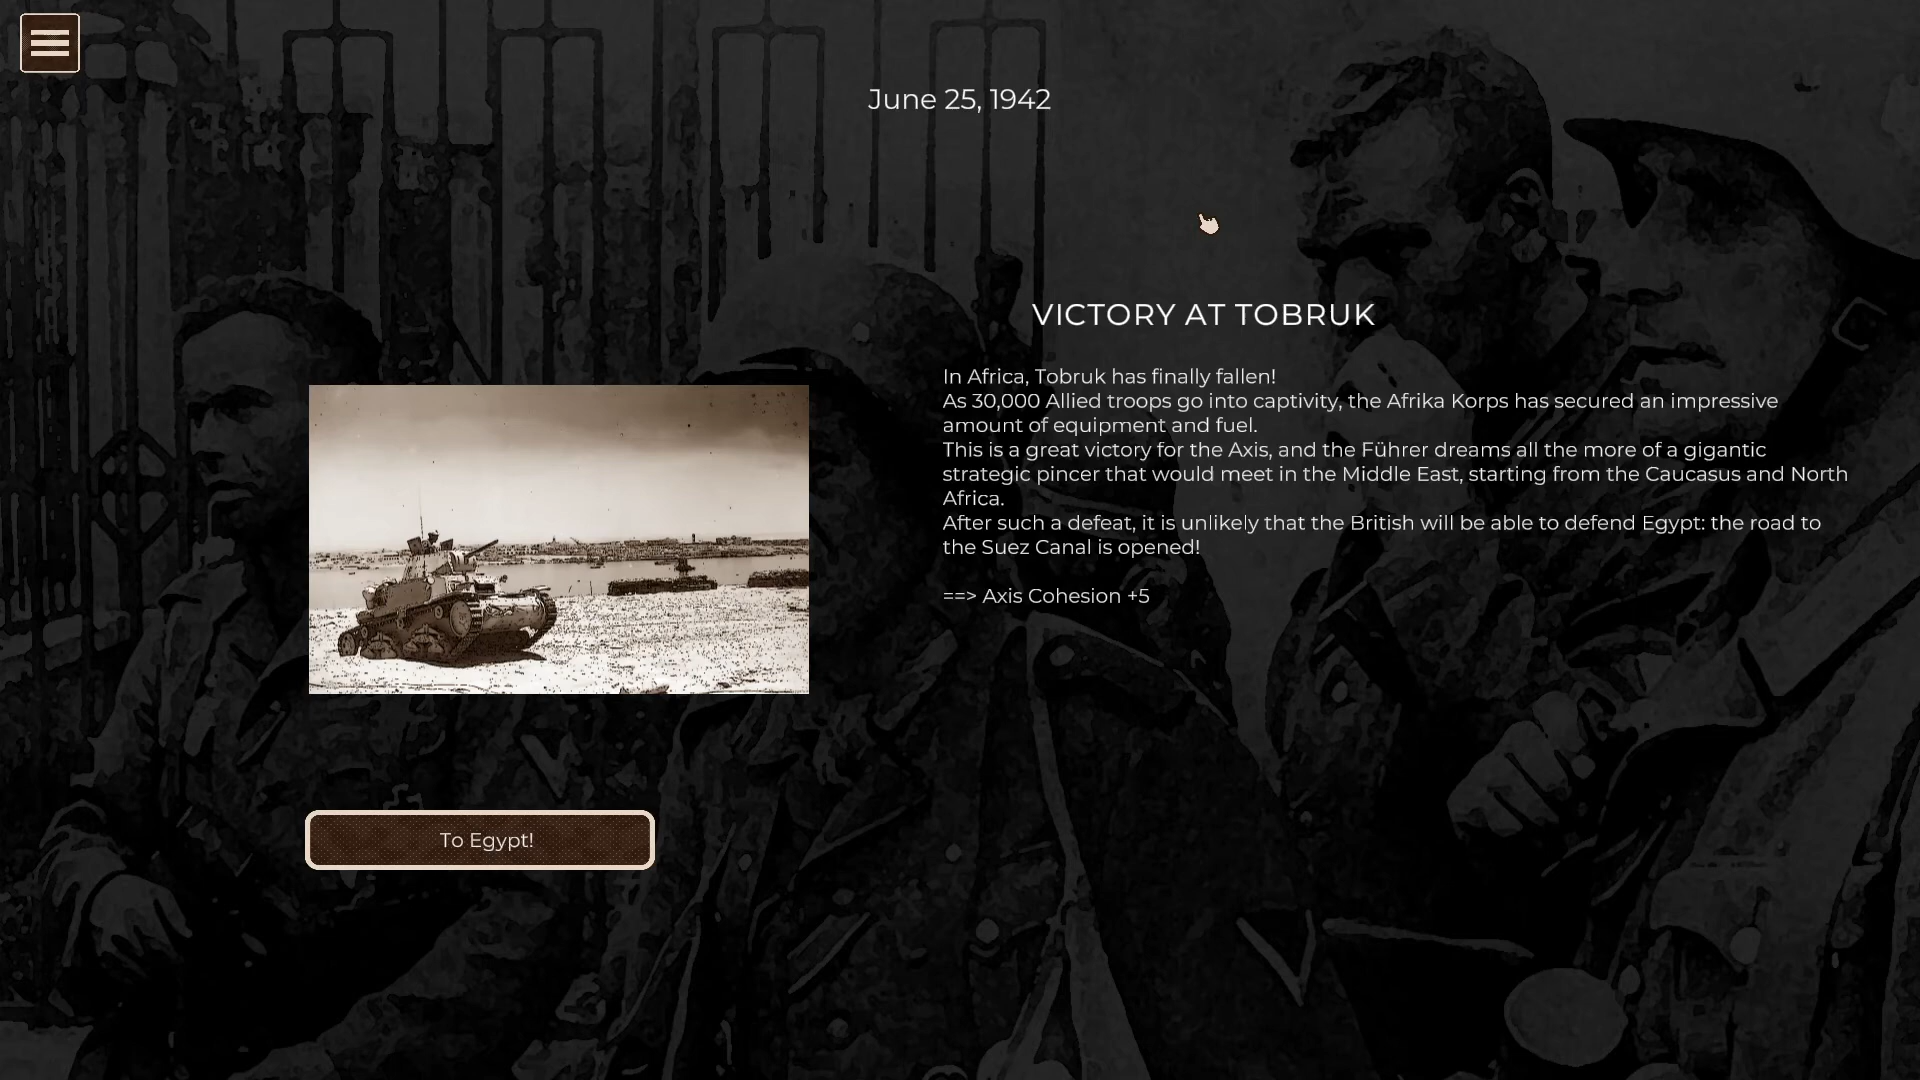 June 25, 1942
VICTORY AT TOBRUK
In Africa, Tobruk has finally fallen!
As 30,000 Allied troops go into captivity, the Afrika Korps has secured an impressive
amount of equipment and fuel.
This is a great victory for the Axis, and the Führer dreams all the more of a gigantic
strategic pincer that would meet in the Middle East, starting from the Caucasus and North
Africa.
After such a defeat, it is unlikely that the British will be able to defend Egypt: the road to
the Suez Canal is opened!
==> Axis Cohesion +5
To Egypt!